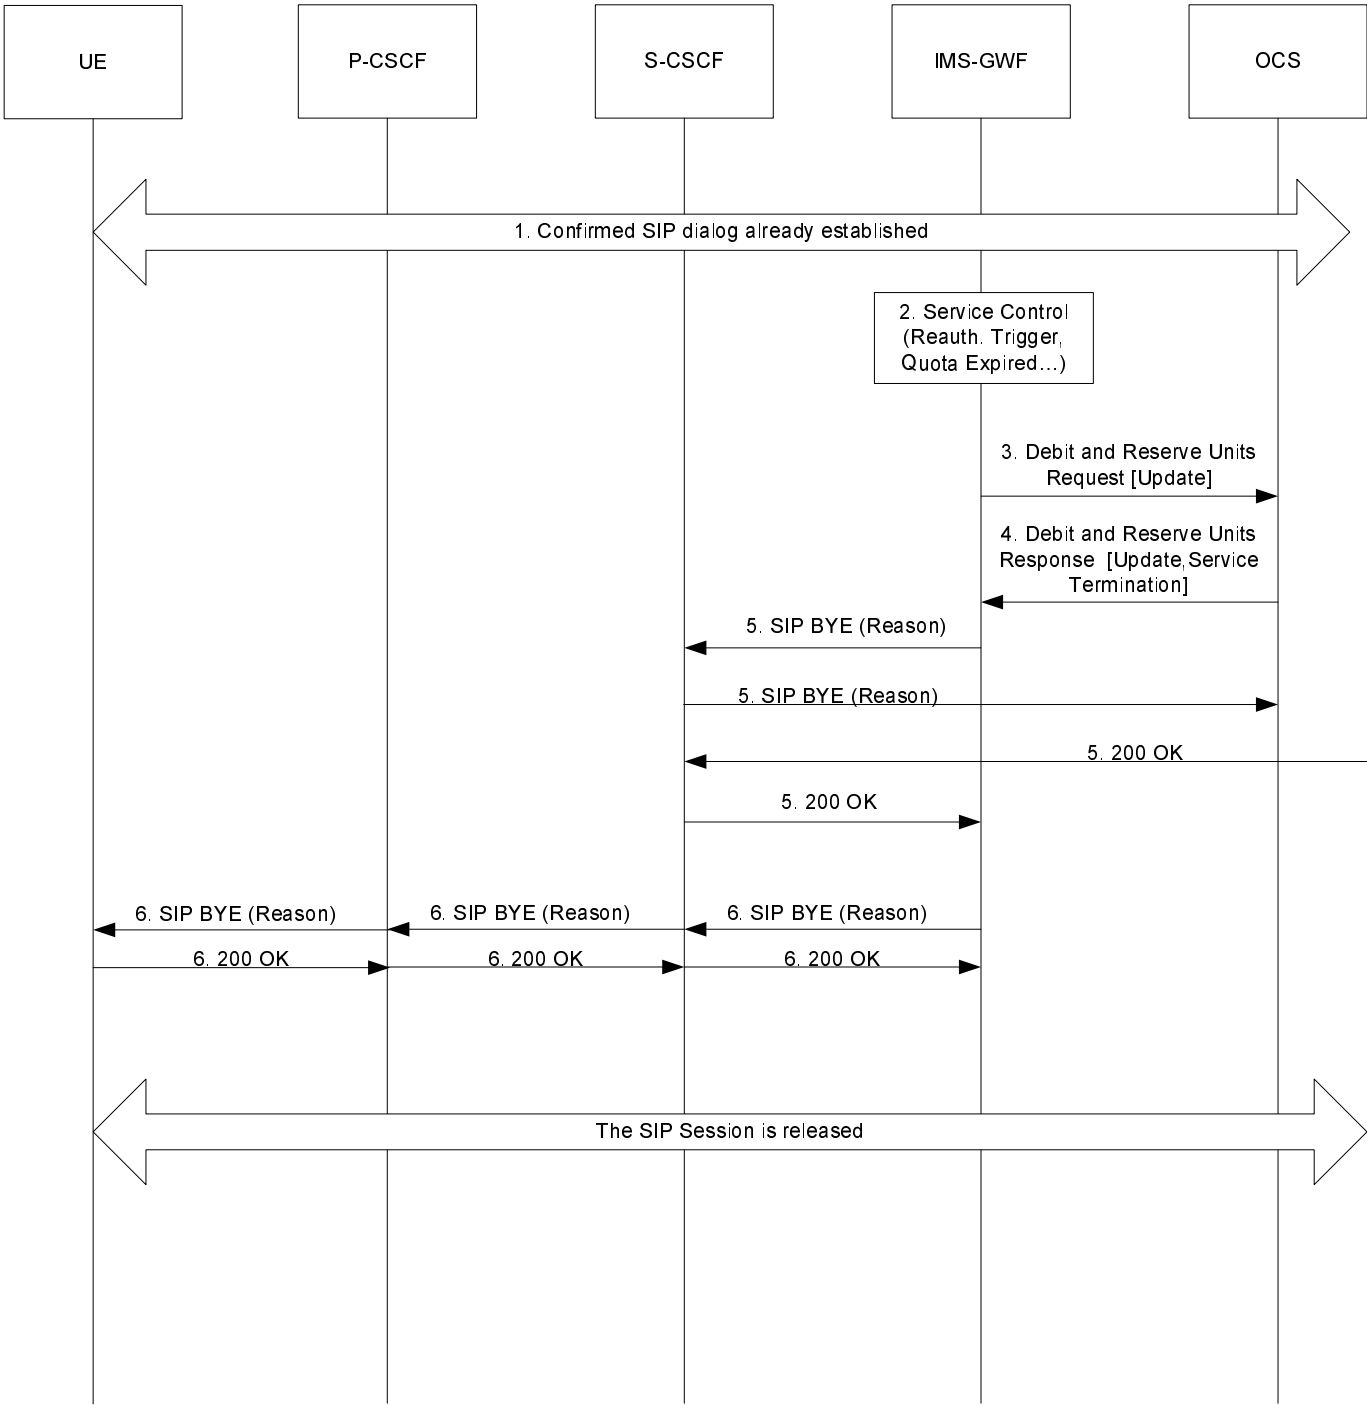 UE
P-CSCF
S-CSCF
IMS-GWF
OCS
1. Confirmed SIP dialog already established
2. Service Control
(Reauth. Trigger,
Quota Expired...)
3. Debit and Reserve Units
Request [Update]
4. Debit and Reserve Units
Response [Update,Service
Termination]
5. SIP BYE (Reason)
5. SIP BYE (Reason)
5. 200 OK
5. 200 OK
6. SIP BYE (Reason)
6. SIP BYE (Reason)
6. SIP BYE (Reason)
6. 200 OK
6. 200 OK
6. 200 OK
The SIP Session is released